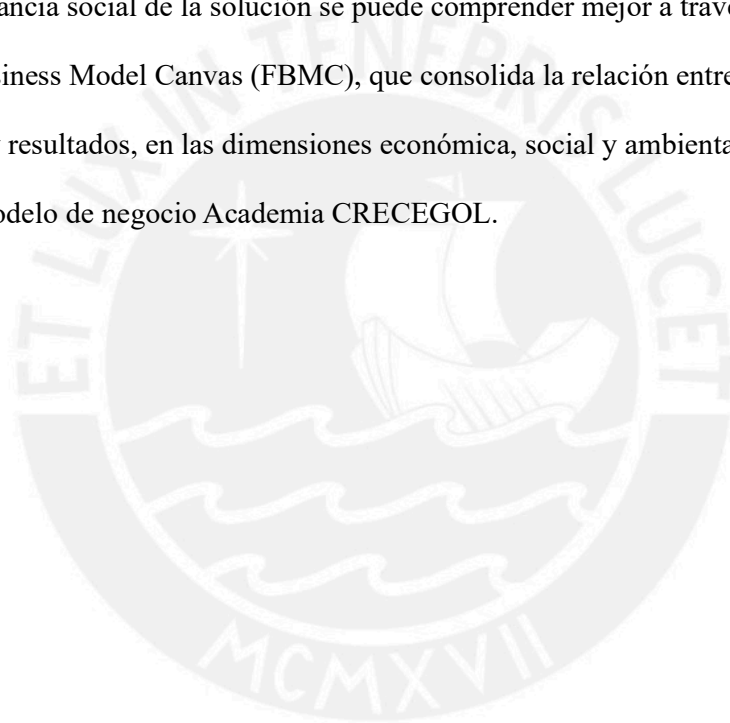 ancia social de la solución se puede comprender mejor a trav
iness Model Canvas (FBMC), que consolida la relación entre
resultados, en las dimensiones económica, social y ambienta
odelo de negocio Academia CRECEGOL.
ET LUX IN TENEBRIS LUCET
MCMXVII